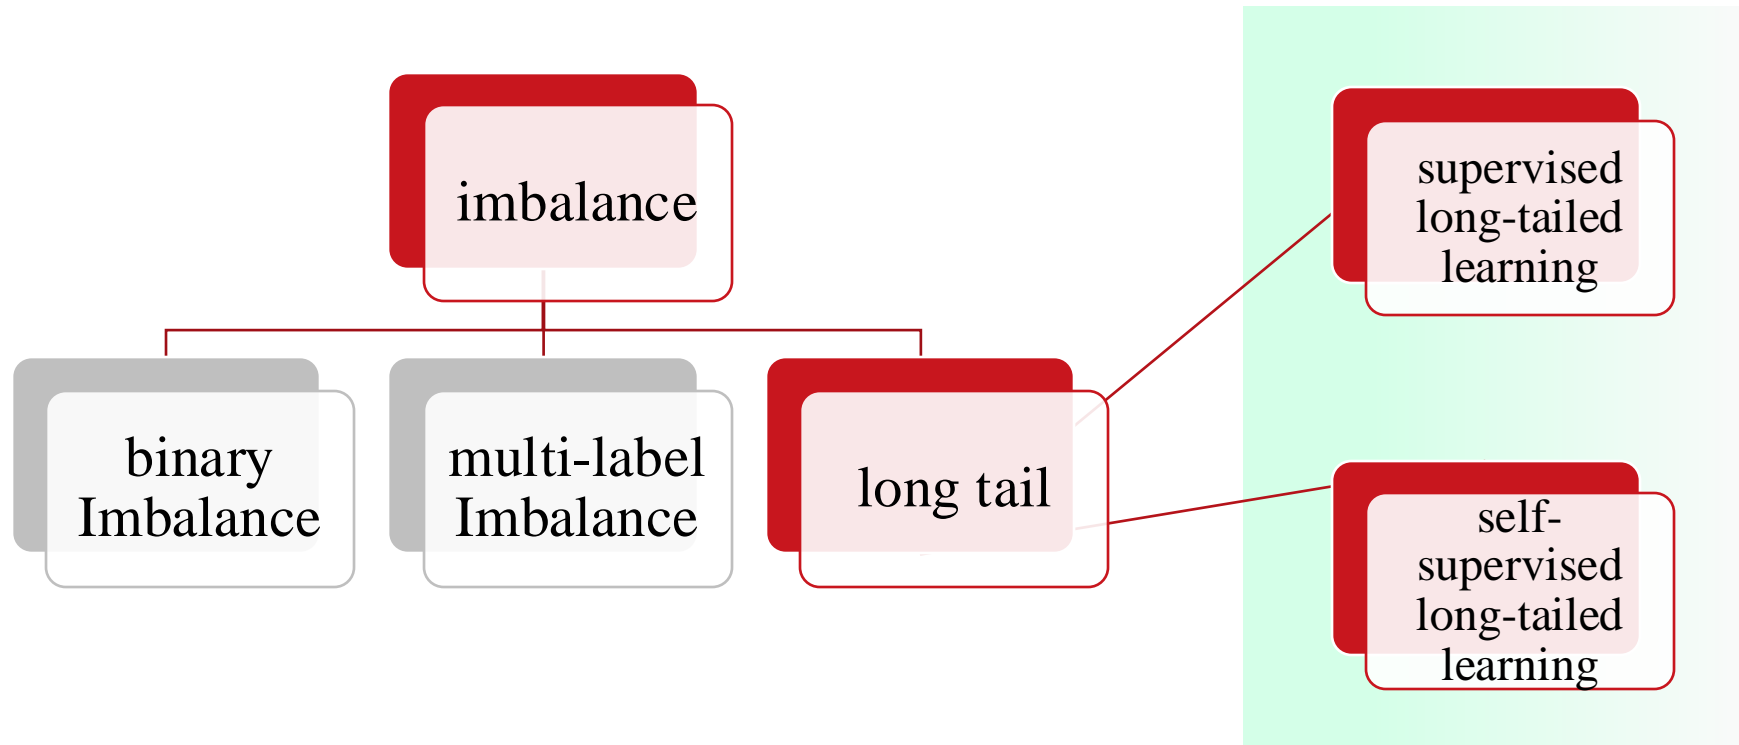 imbalance
binary
Imbalance
multi-label
Imbalance
long tail
supervised
long-tailed
learning
self-
supervised
long-tailed
learning